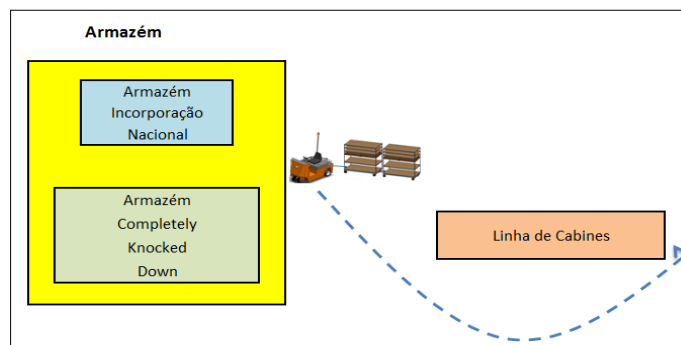 Armazém
Armazém
Incorporação
Nacional
Armazém
Completely
Knocked
Down
Linha de Cabines